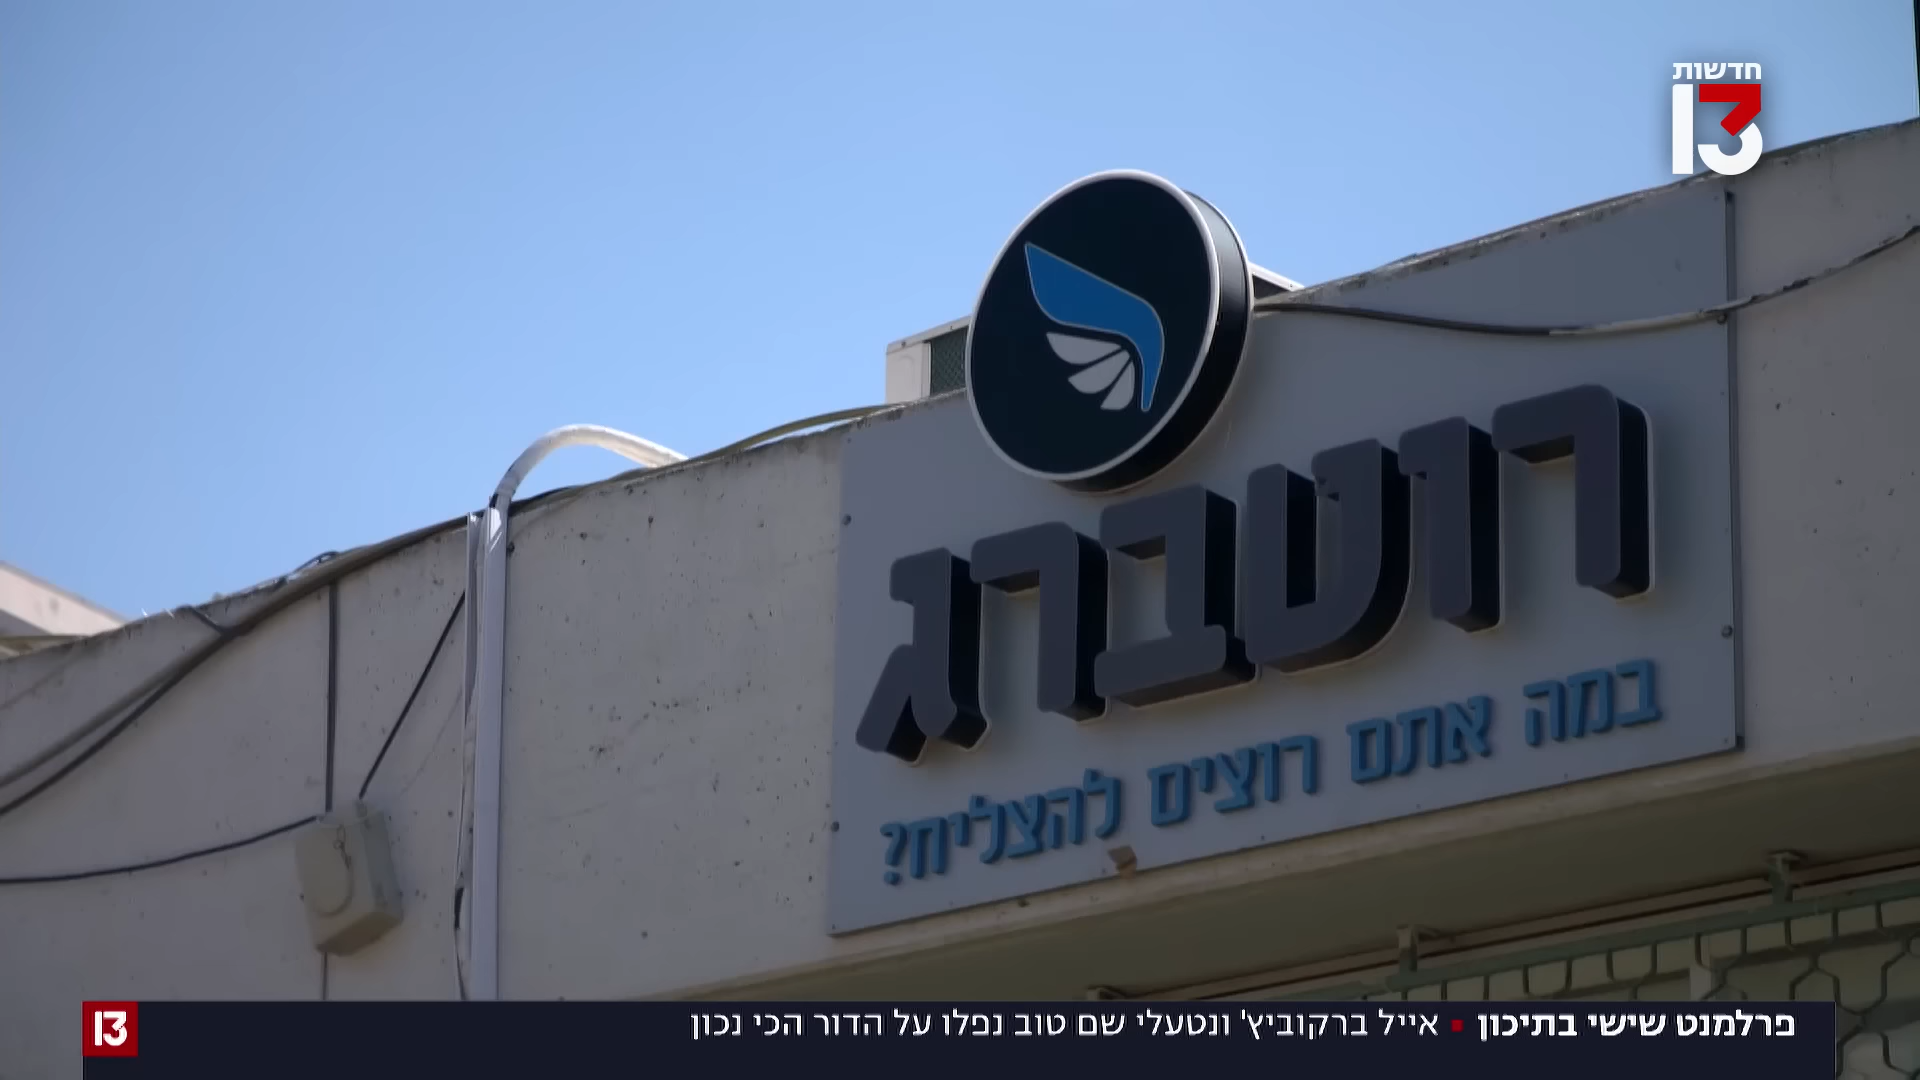 חדשות
13
רוטברג
במה אתם רוצים להצליח?
פרלמנט שישי בתיכון ▪ אייל ברקוביץ' ונטעלי שם טוב נפלו על הדור הכי נכון
13